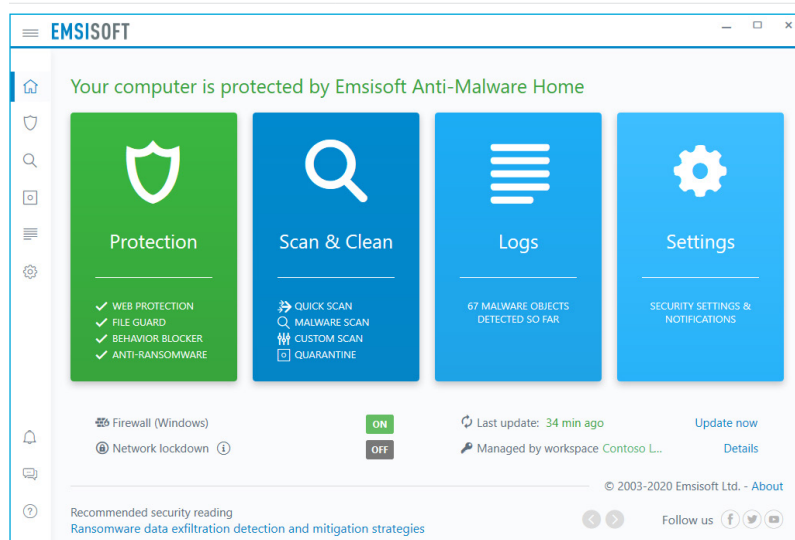 EMSISOFT
Your computer is protected by Emsisoft Anti-Malware Home
Protection
WEB PROTECTION
FILE GUARD
BEHAVIOR BLOCKER
ANTI-RANSOMWARE
Scan & Clean
QUICK SCAN
MALWARE SCAN
CUSTOM SCAN
QUARANTINE
Logs
67 MALWARE OBJECTS
DETECTED SO FAR
Settings
SECURITY SETTINGS &
NOTIFICATIONS
Firewall (Windows) ON
Network lockdown OFF
Last update: 34 min ago Update now
Managed by workspace Contoso L... Details
© 2003-2020 Emsisoft Ltd. - About
Recommended security reading
Ransomware data exfiltration detection and mitigation strategies
Follow us